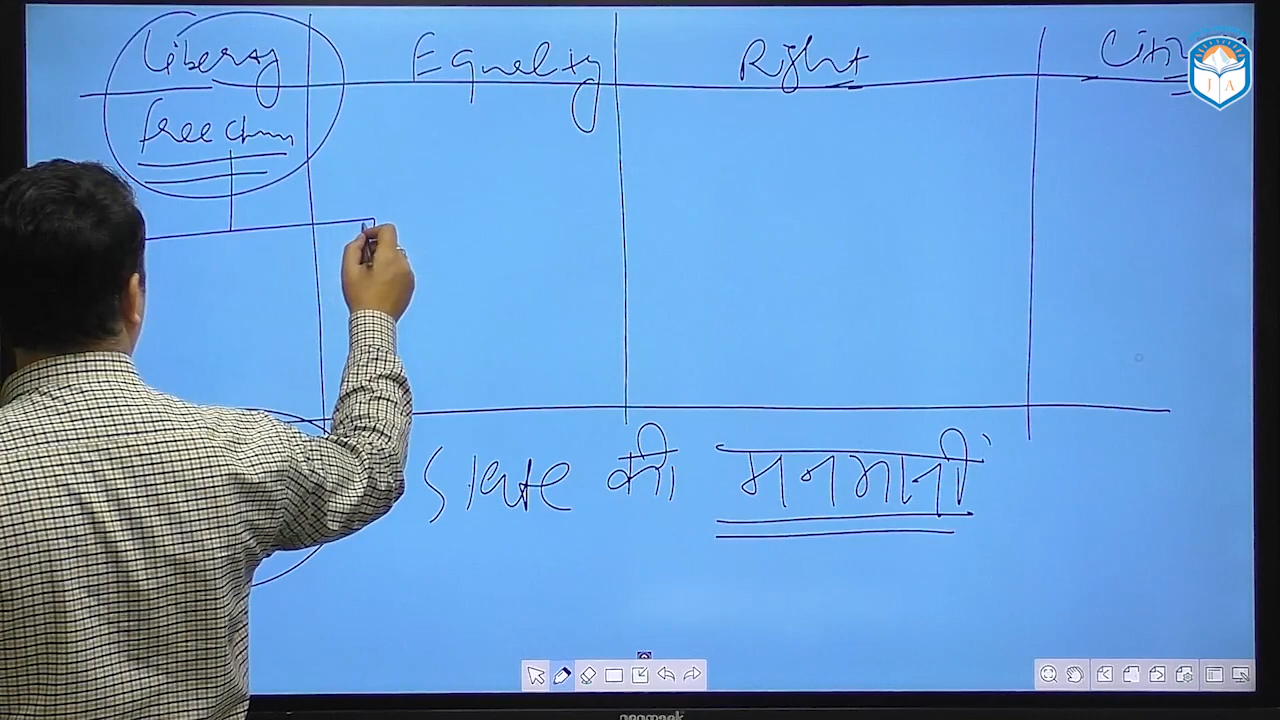 Liberty Equality Right
freedom
State की मनमानी
J A